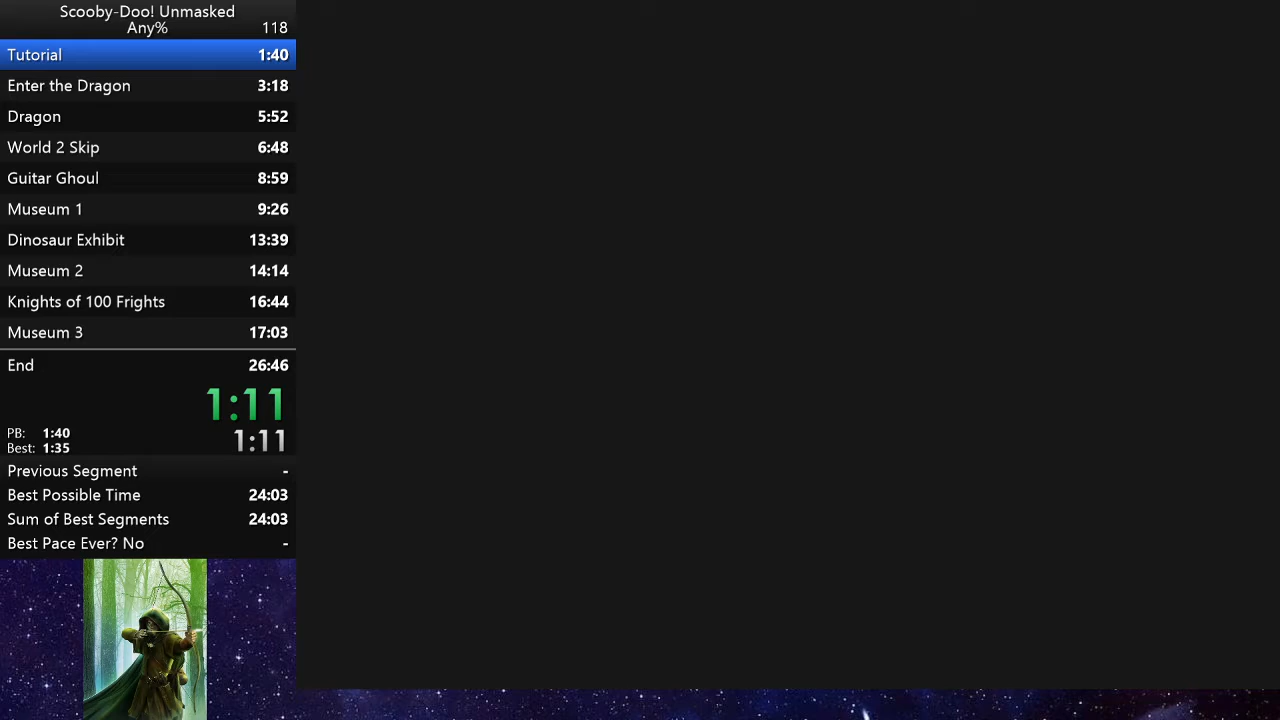 Scooby-Doo! Unmasked
Any% 118
Tutorial 1:40
Enter the Dragon 3:18
Dragon 5:52
World 2 Skip 6:48
Guitar Ghoul 8:59
Museum 1 9:26
Dinosaur Exhibit 13:39
Museum 2 14:14
Knights of 100 Frights 16:44
Museum 3 17:03
End 26:46
1:11
PB: 1:40
Best: 1:35
1:11
Previous Segment -
Best Possible Time 24:03
Sum of Best Segments 24:03
Best Pace Ever? No -